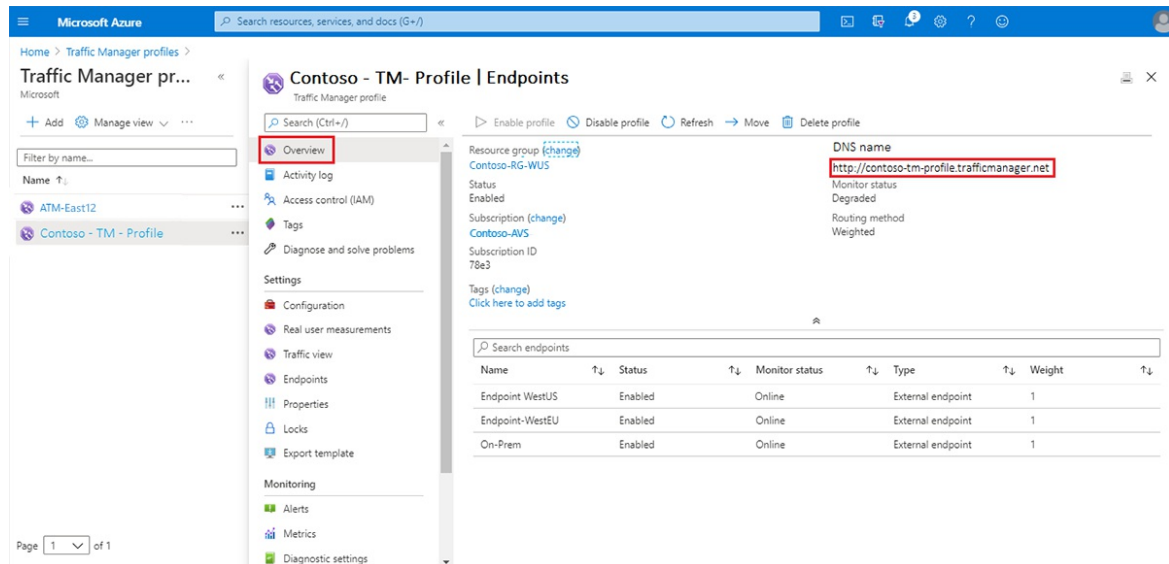 Microsoft Azure
Search resources, services, and docs (G+/)
Home > Traffic Manager profiles >
Traffic Manager pr... «
Microsoft
+ Add Manage view ...
Filter by name...
Name ↑↓
ATM-East12 ...
Contoso - TM - Profile ...
Page 1 of 1
Contoso - TM- Profile | Endpoints
Traffic Manager profile
Search (Ctrl+/) «
Overview
Activity log
Access control (IAM)
Tags
Diagnose and solve problems
Settings
Configuration
Real user measurements
Traffic view
Endpoints
Properties
Locks
Export template
Monitoring
Alerts
Metrics
Diagnostic settings
Enable profile Disable profile Refresh Move Delete profile
Resource group (change)
Contoso-RG-WUS
Status
Enabled
Subscription (change)
Contoso-AVS
Subscription ID
78e3
Tags (change)
Click here to add tags
DNS name
http://contoso-tm-profile.trafficmanager.net
Monitor status
Degraded
Routing method
Weighted
Search endpoints
Name ↑↓ Status ↑↓ Monitor status ↑↓ Type ↑↓ Weight ↑↓
Endpoint WestUS Enabled Online External endpoint 1
Endpoint-WestEU Enabled Online External endpoint 1
On-Prem Enabled Online External endpoint 1